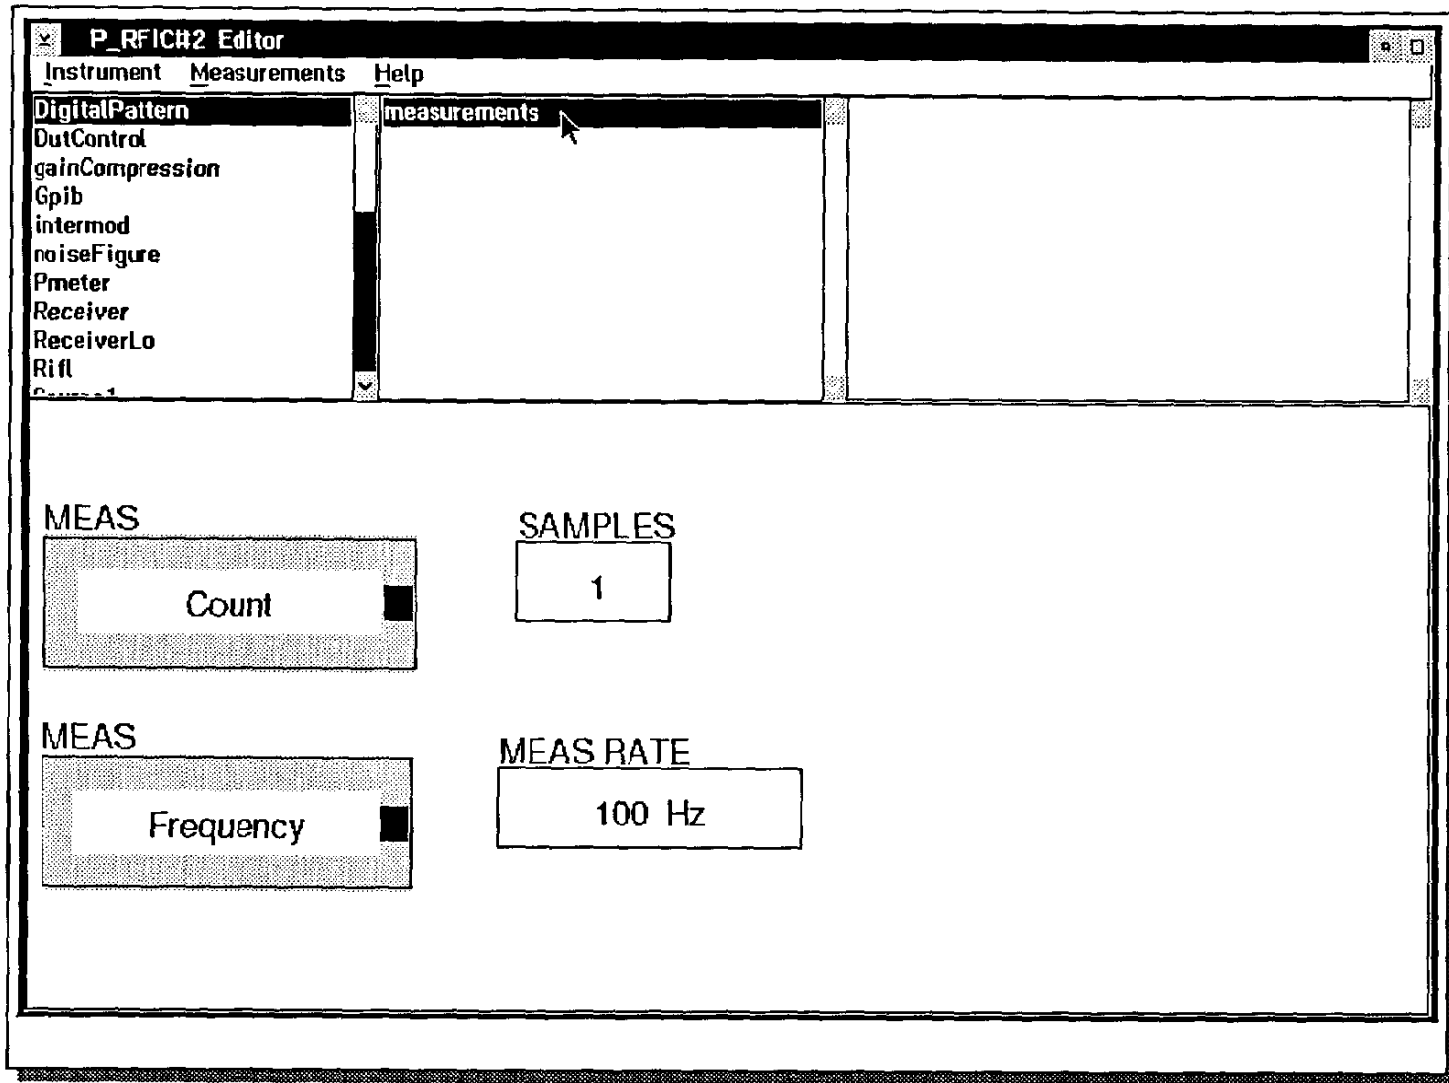 P_RFIC#2 Editor
Instrument Measurements Help
DigitalPattern
DutControl
gainCompression
Gpib
intermod
noiseFigure
Pmeter
Receiver
ReceiverLo
Rifl
measurements
MEAS
Count
SAMPLES
1
MEAS
Frequency
MEAS RATE
100 Hz